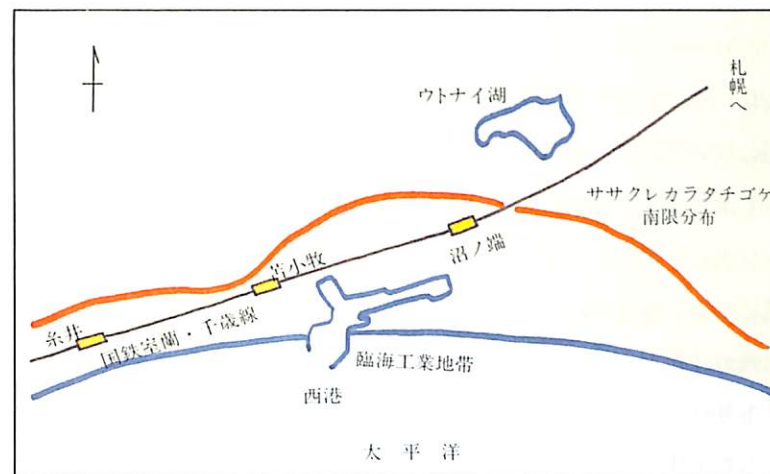 札幌へ
ウトナイ湖
ササクレカラタチゴケ
南限分布
沼ノ端
苫小牧
糸井
国鉄室蘭・千歳線
臨海工業地帯
西港
太平洋